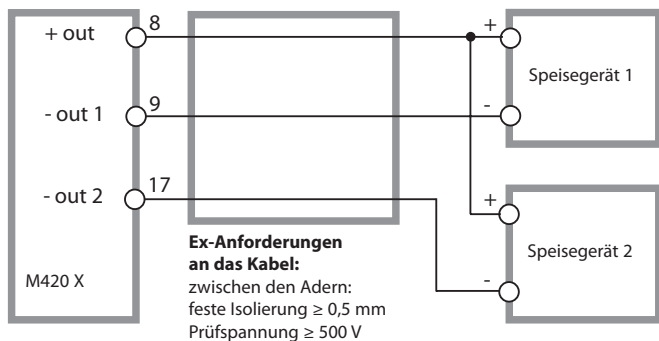 + out
8
- out 1
9
- out 2
17
M420 X
+
-
Speisegerät 1
+
-
Speisegerät 2
Ex-Anforderungen
an das Kabel:
zwischen den Adern:
feste Isolierung ≥ 0,5 mm
Prüfspannung ≥ 500 V